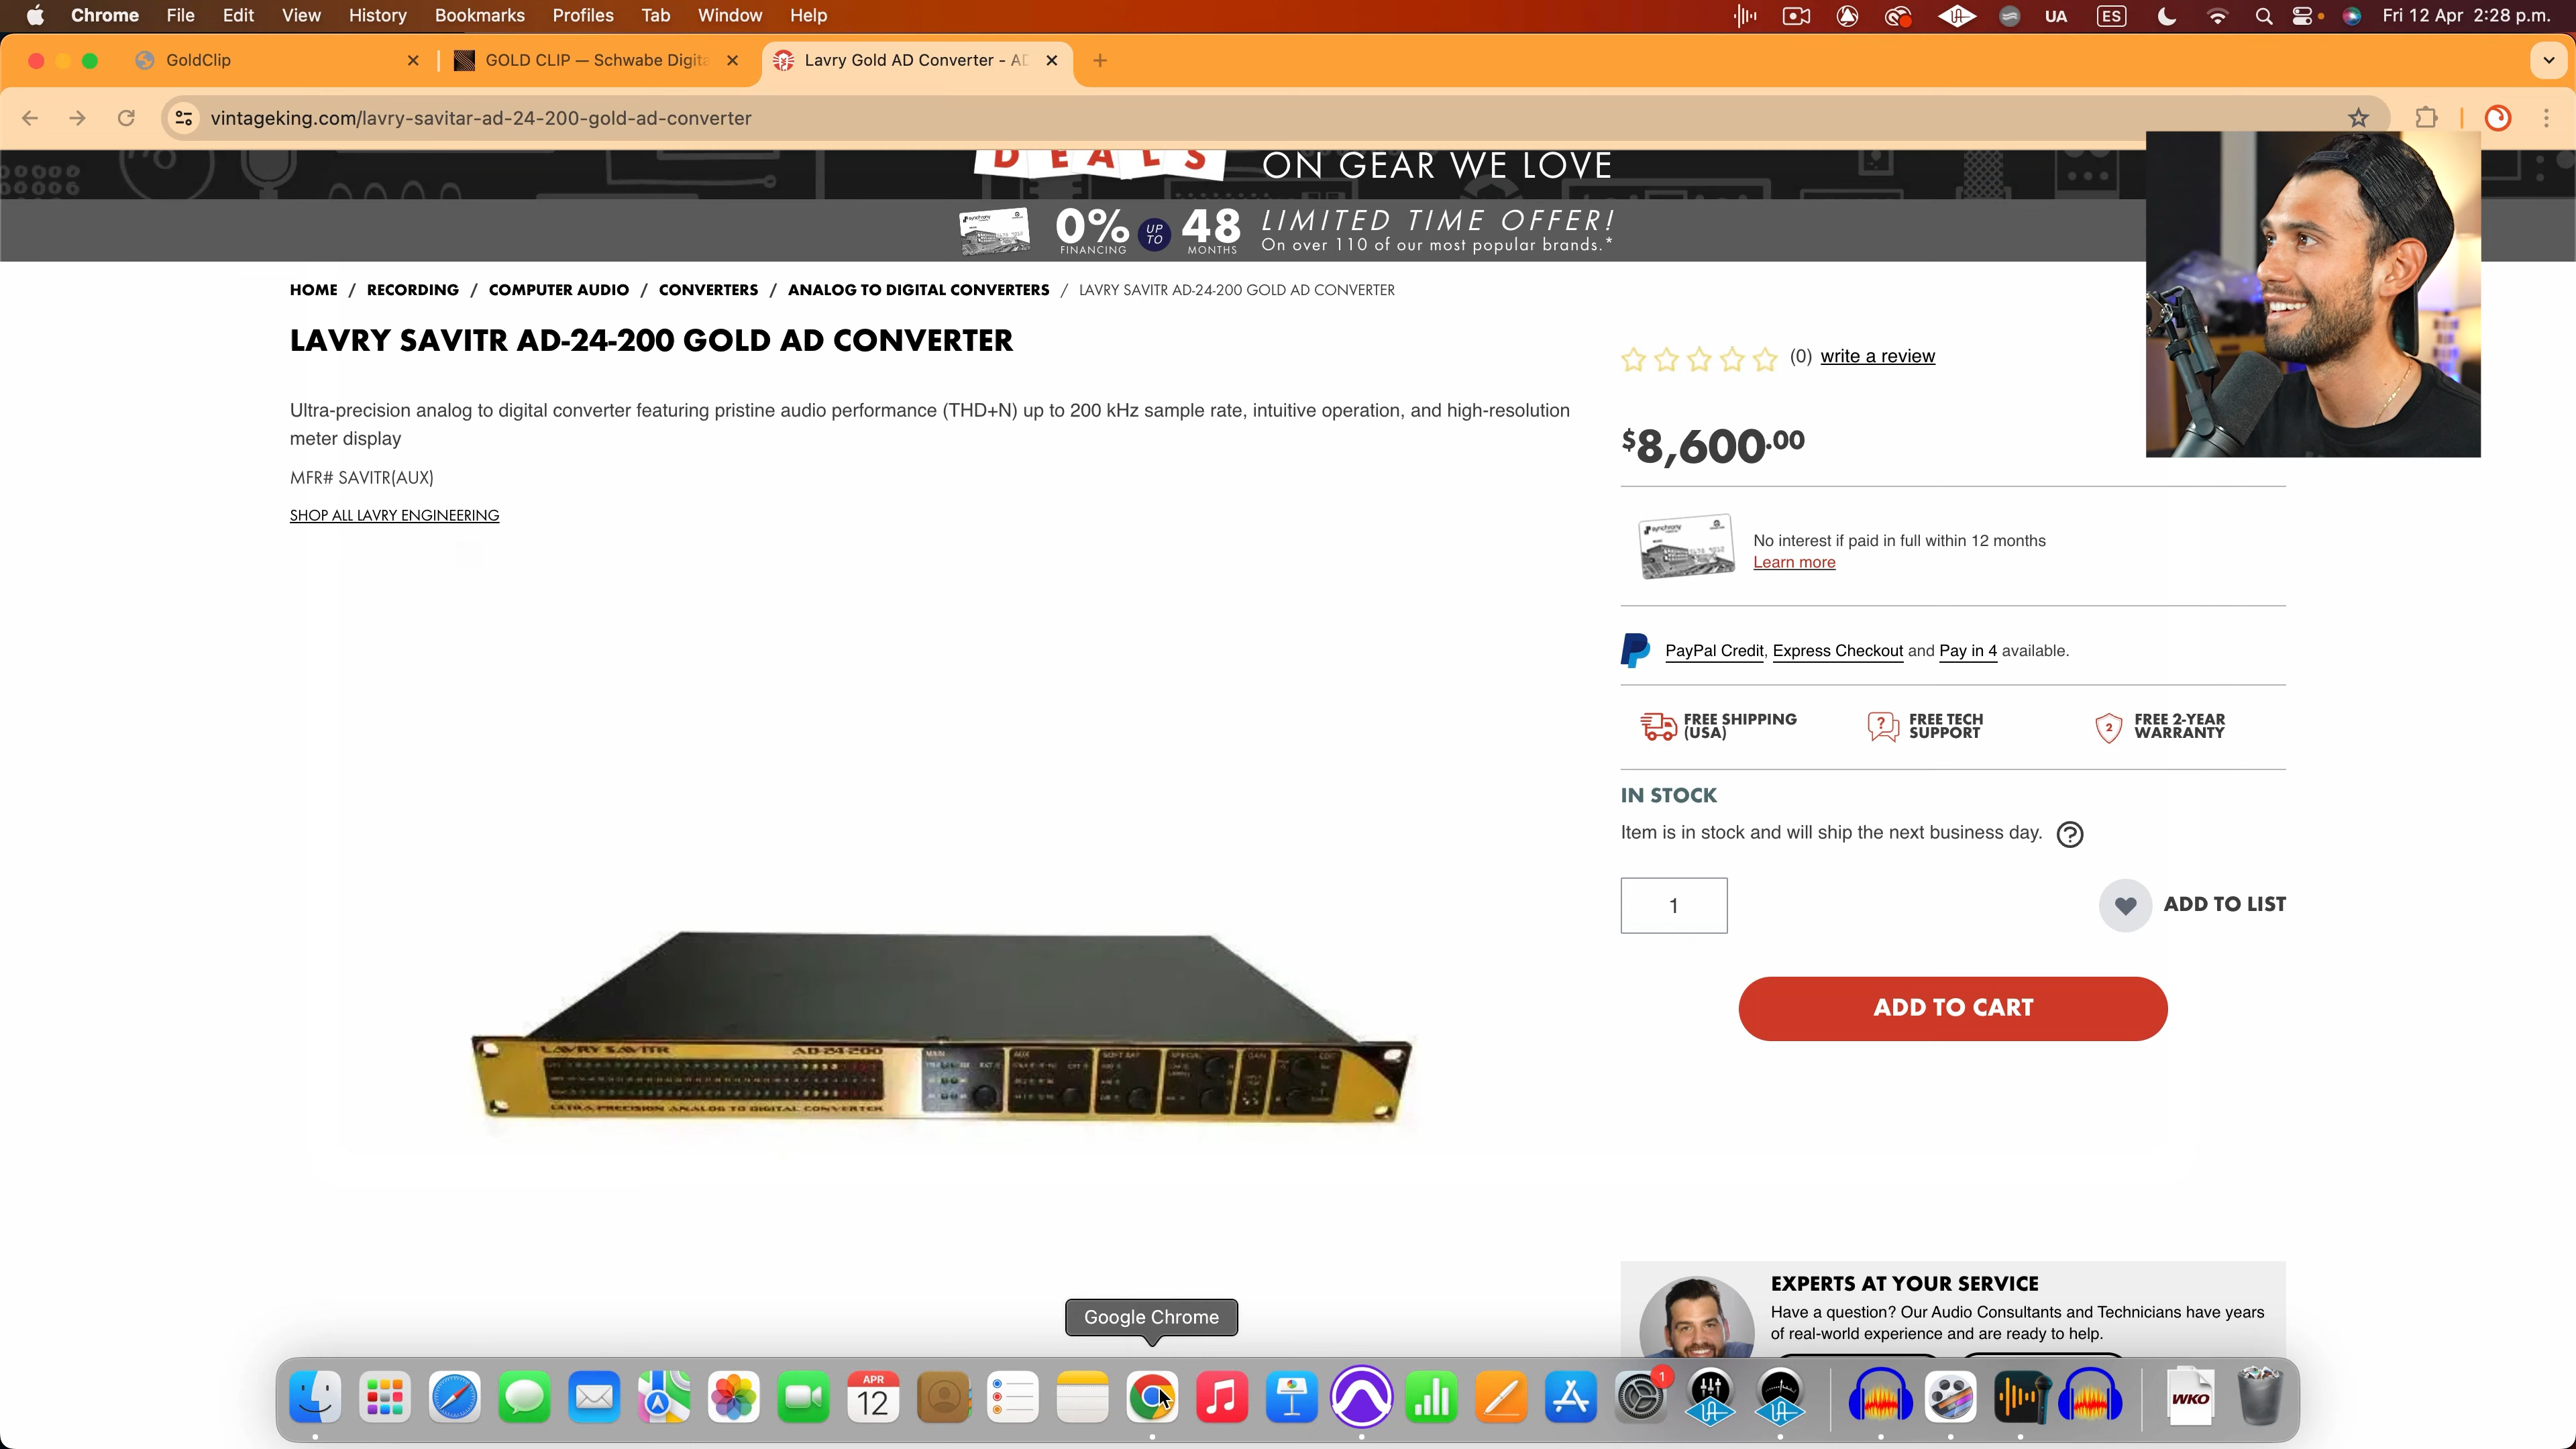 Chrome File Edit View History Bookmarks Profiles Tab Window Help UA ES Fri 12 Apr 2:28 p.m.
GoldClip GOLD CLIP — Schwabe Digita Lavry Gold AD Converter - AD
vintageking.com/lavry-savitar-ad-24-200-gold-ad-converter
DEALS ON GEAR WE LOVE
0% FINANCING UP TO 48 MONTHS LIMITED TIME OFFER!
On over 110 of our most popular brands.*
HOME / RECORDING / COMPUTER AUDIO / CONVERTERS / ANALOG TO DIGITAL CONVERTERS / LAVRY SAVITR AD-24-200 GOLD AD CONVERTER
LAVRY SAVITR AD-24-200 GOLD AD CONVERTER
(0) write a review
Ultra-precision analog to digital converter featuring pristine audio performance (THD+N) up to 200 kHz sample rate, intuitive operation, and high-resolution
meter display
$8,600.00
MFR# SAVITR(AUX)
SHOP ALL LAVRY ENGINEERING
synchrony
No interest if paid in full within 12 months
Learn more
PayPal Credit, Express Checkout and Pay in 4 available.
FREE SHIPPING
(USA)
FREE TECH
SUPPORT
2
FREE 2-YEAR
WARRANTY
IN STOCK
Item is in stock and will ship the next business day. ?
1
ADD TO LIST
ADD TO CART
LAVRY SAVITR AD-24-200
ULTRA-PRECISION ANALOG TO DIGITAL CONVERTER
EXPERTS AT YOUR SERVICE
Have a question? Our Audio Consultants and Technicians have years
of real-world experience and are ready to help.
Google Chrome
APR
12
1
WKO